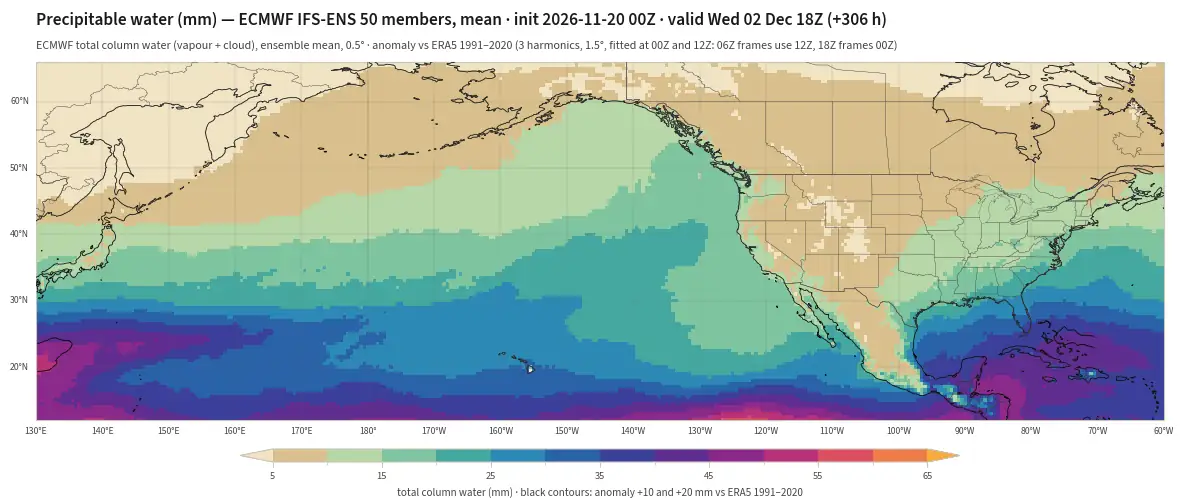 Precipitable water (mm) — ECMWF IFS-ENS 50 members, mean · init 2026-11-20 00Z · valid Wed 02 Dec 18Z (+306 h)
ECMWF total column water (vapour + cloud), ensemble mean, 0.5° · anomaly vs ERA5 1991–2020 (3 harmonics, 1.5°, fitted at 00Z and 12Z: 06Z frames use 12Z, 18Z frames 00Z)
60°N
50°N
40°N
30°N
20°N
130°E 140°E 150°E 160°E 170°E 180° 170°W 160°W 150°W 140°W 130°W 120°W 110°W 100°W 90°W 80°W 70°W 60°W
5 15 25 35 45 55 65
total column water (mm) · black contours: anomaly +10 and +20 mm vs ERA5 1991–2020